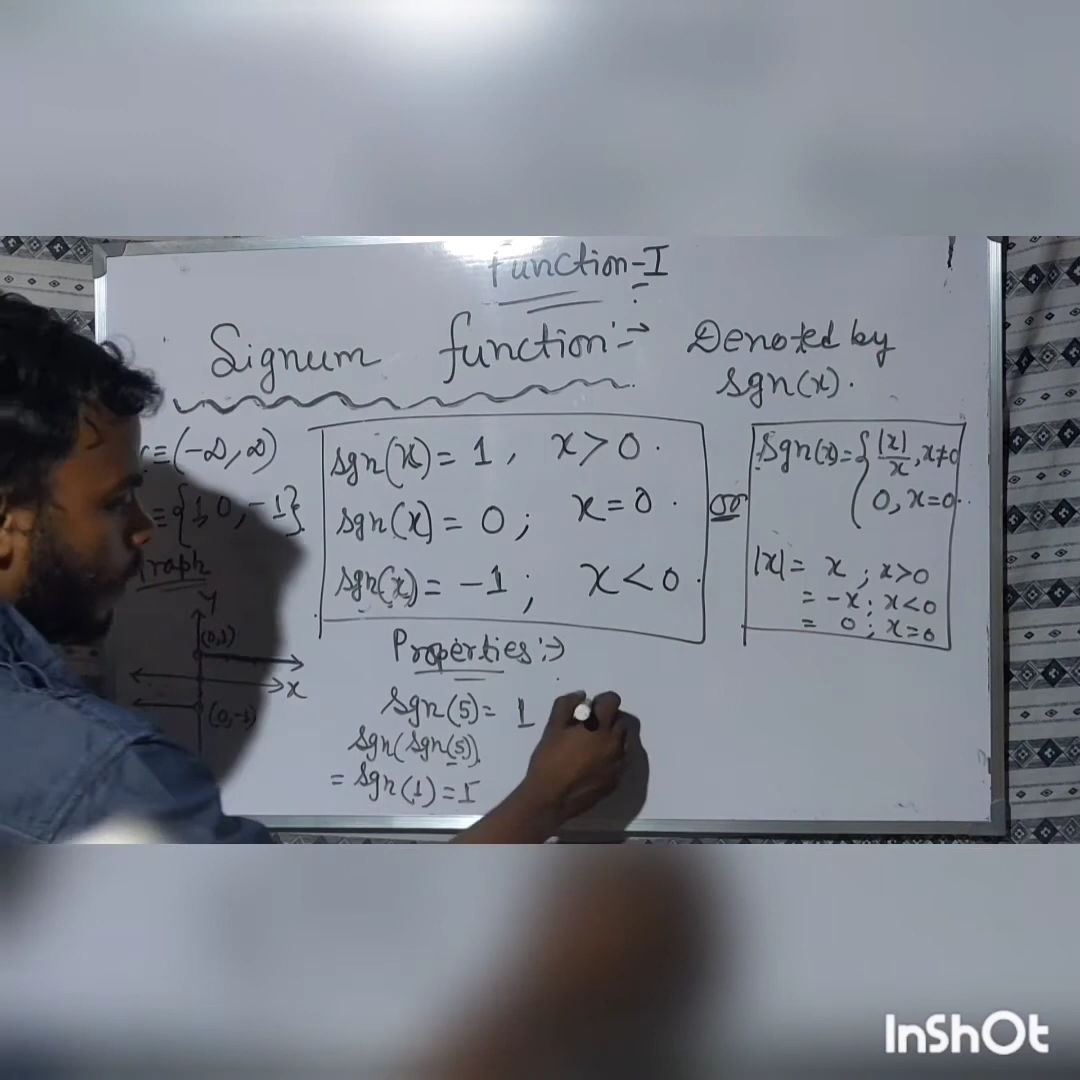 Function-I
Signum function:→ Denoted by
sgn(x).
≡(-∞, ∞)
≡{1,0,-1}
Graph
Y
(0,1)
X
(0,-1)
sgn(x)= 1, x>0.
sgn(x)= 0; x=0.
sgn(x)= -1; x<0.
or
sgn(x)={|x|/x, x≠0
0, x=0.
|x|= x; x>0
= -x; x<0
= 0; x=0
Properties:→
sgn(5)= 1
sgn(sgn(5))
= sgn(1)=1
InShOt